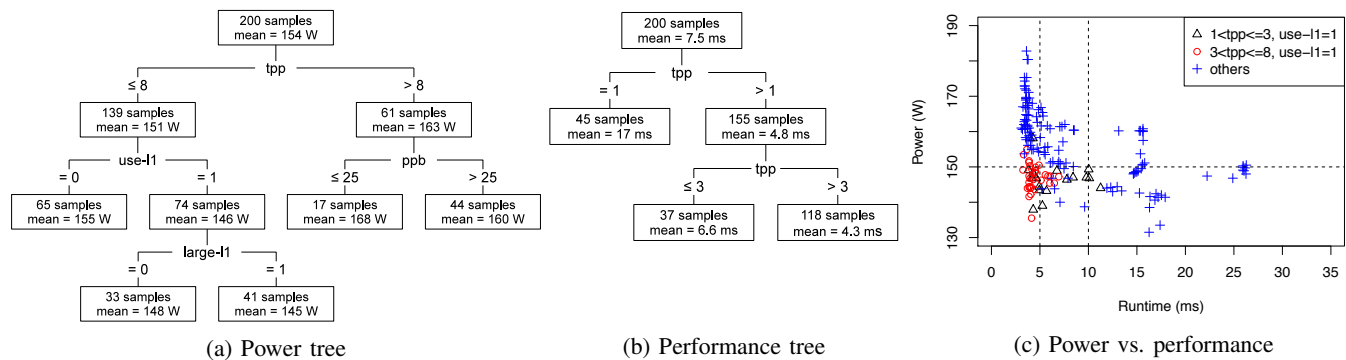 200 samples
mean = 154 W
tpp
≤ 8
> 8
139 samples
mean = 151 W
61 samples
mean = 163 W
use-l1
ppb
= 0
= 1
≤ 25
> 25
65 samples
mean = 155 W
74 samples
mean = 146 W
17 samples
mean = 168 W
44 samples
mean = 160 W
large-l1
= 0
= 1
33 samples
mean = 148 W
41 samples
mean = 145 W
(a) Power tree
200 samples
mean = 7.5 ms
tpp
= 1
> 1
45 samples
mean = 17 ms
155 samples
mean = 4.8 ms
tpp
≤ 3
> 3
37 samples
mean = 6.6 ms
118 samples
mean = 4.3 ms
(b) Performance tree
Power (W)
190
170
150
130
1<tpp<=3, use-l1=1
3<tpp<=8, use-l1=1
others
0 5 10 15 20 25 30 35
Runtime (ms)
(c) Power vs. performance